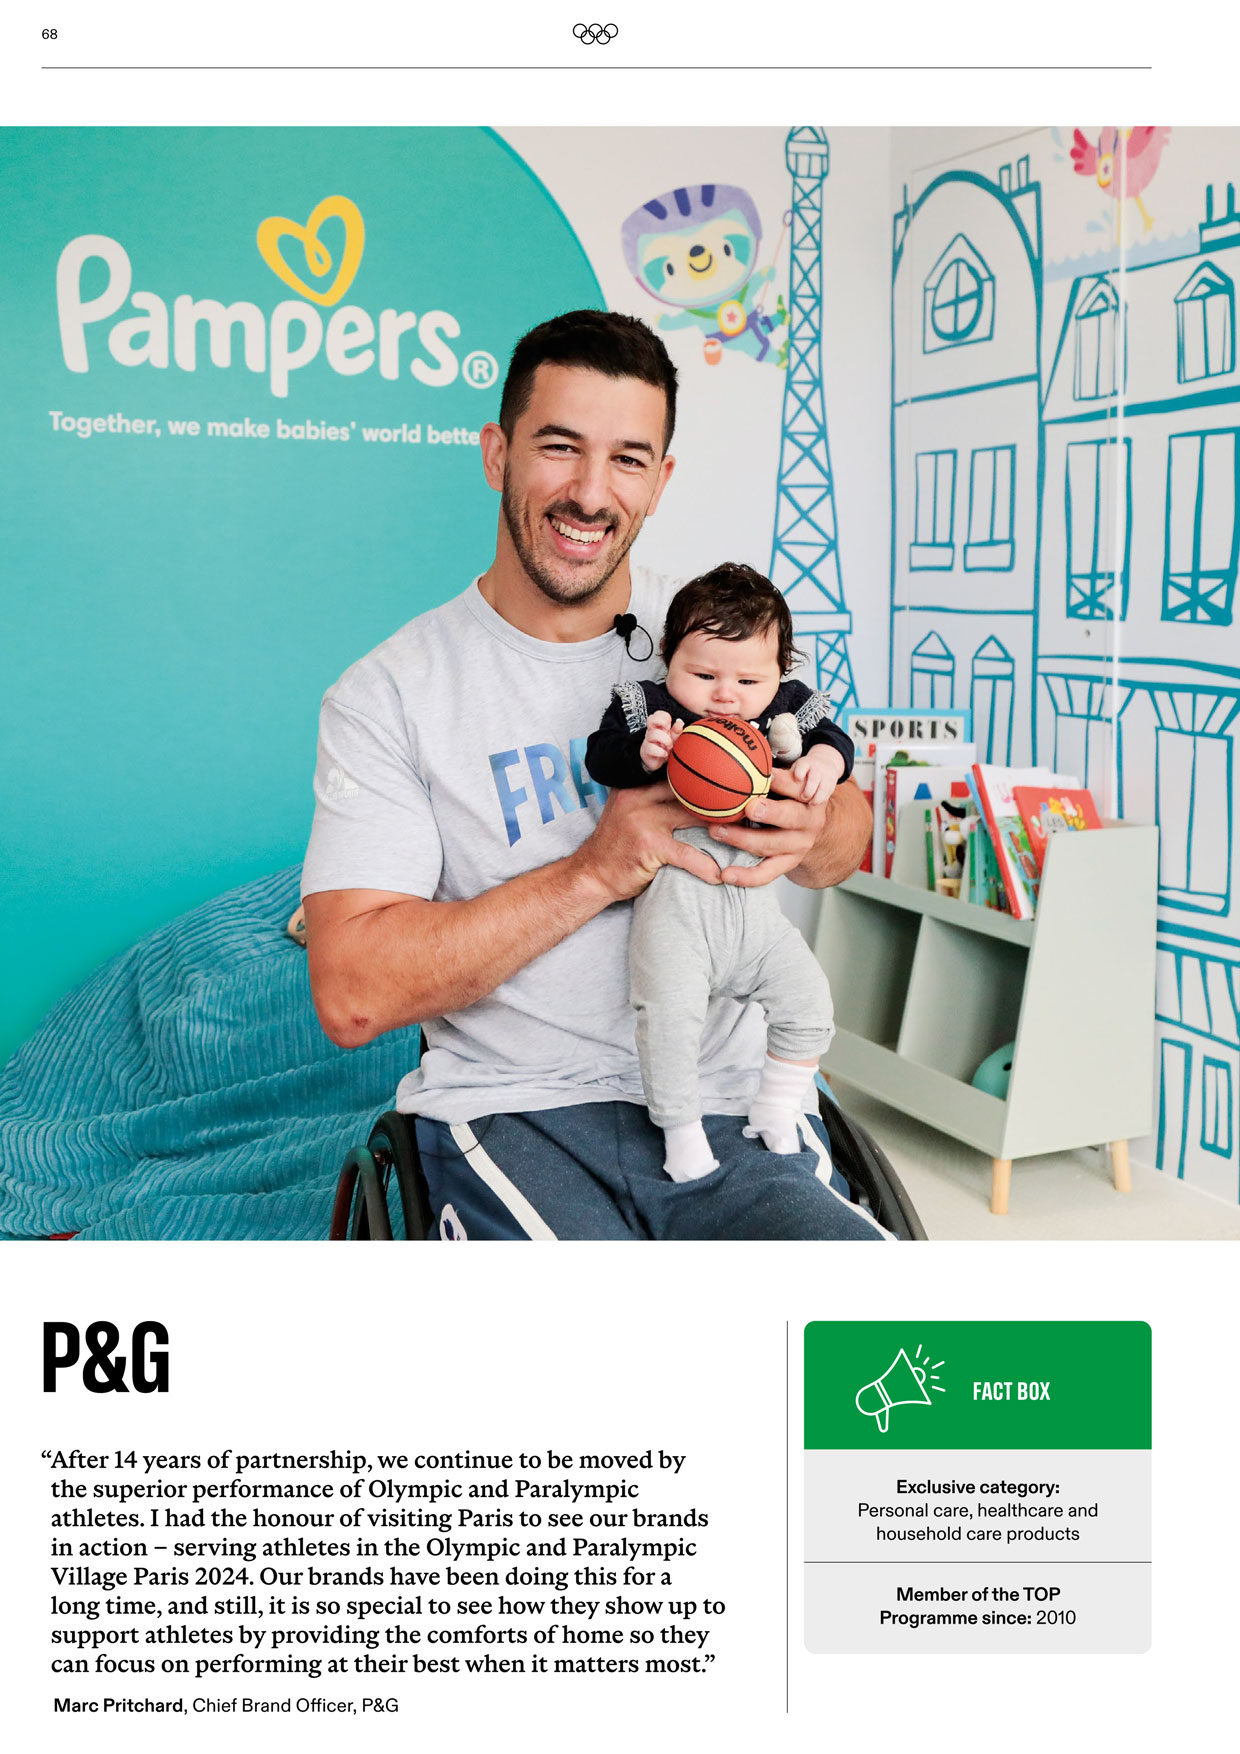 68
Pampers®
Together, we make babies' world bette
FRA
molten
SPORTS
P
LES
P&G
“After 14 years of partnership, we continue to be moved by
the superior performance of Olympic and Paralympic
athletes. I had the honour of visiting Paris to see our brands
in action – serving athletes in the Olympic and Paralympic
Village Paris 2024. Our brands have been doing this for a
long time, and still, it is so special to see how they show up to
support athletes by providing the comforts of home so they
can focus on performing at their best when it matters most.”
Marc Pritchard, Chief Brand Officer, P&G
FACT BOX
Exclusive category:
Personal care, healthcare and
household care products
Member of the TOP
Programme since: 2010